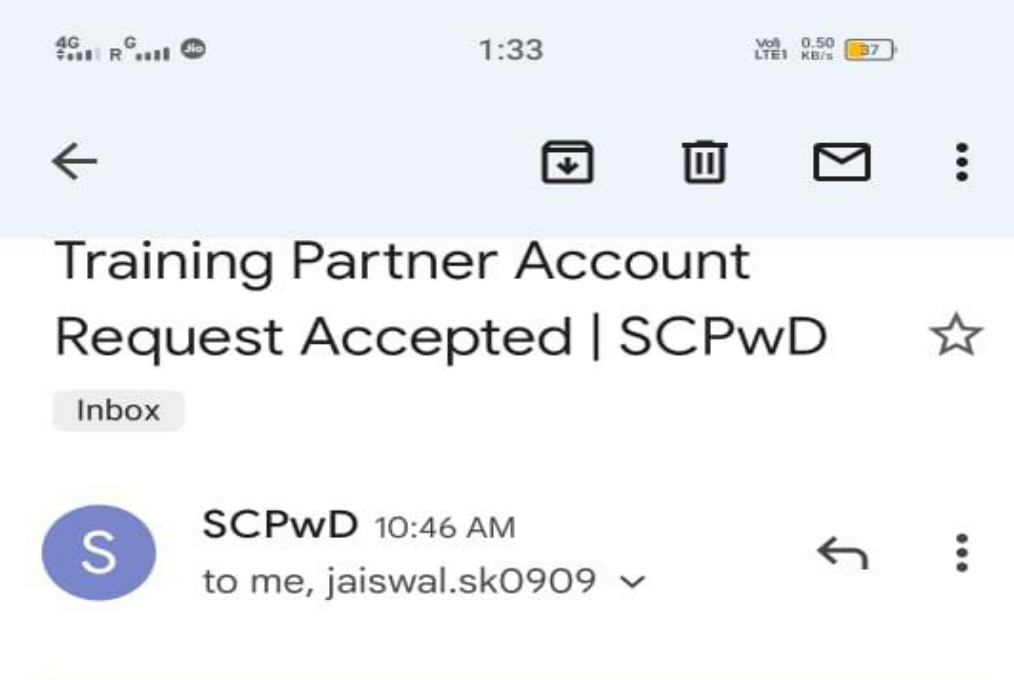 4G R G Jio 1:33 Vo)) LTE1 0.50 KB/s 37
Training Partner Account
Request Accepted | SCPwD
Inbox
S
SCPwD 10:46 AM
to me, jaiswal.sk0909